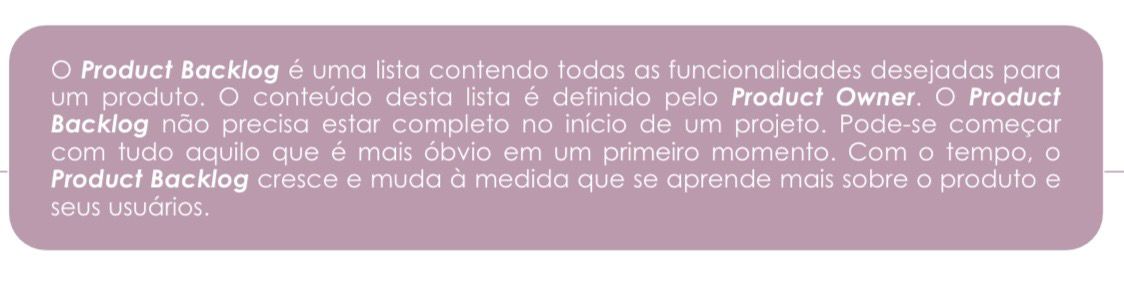 O Product Backlog é uma lista contendo todas as funcionalidades desejadas para
um produto. O conteúdo desta lista é definido pelo Product Owner. O Product
Backlog não precisa estar completo no início de um projeto. Pode-se começar
com tudo aquilo que é mais óbvio em um primeiro momento. Com o tempo, o
Product Backlog cresce e muda à medida que se aprende mais sobre o produto e
seus usuários.